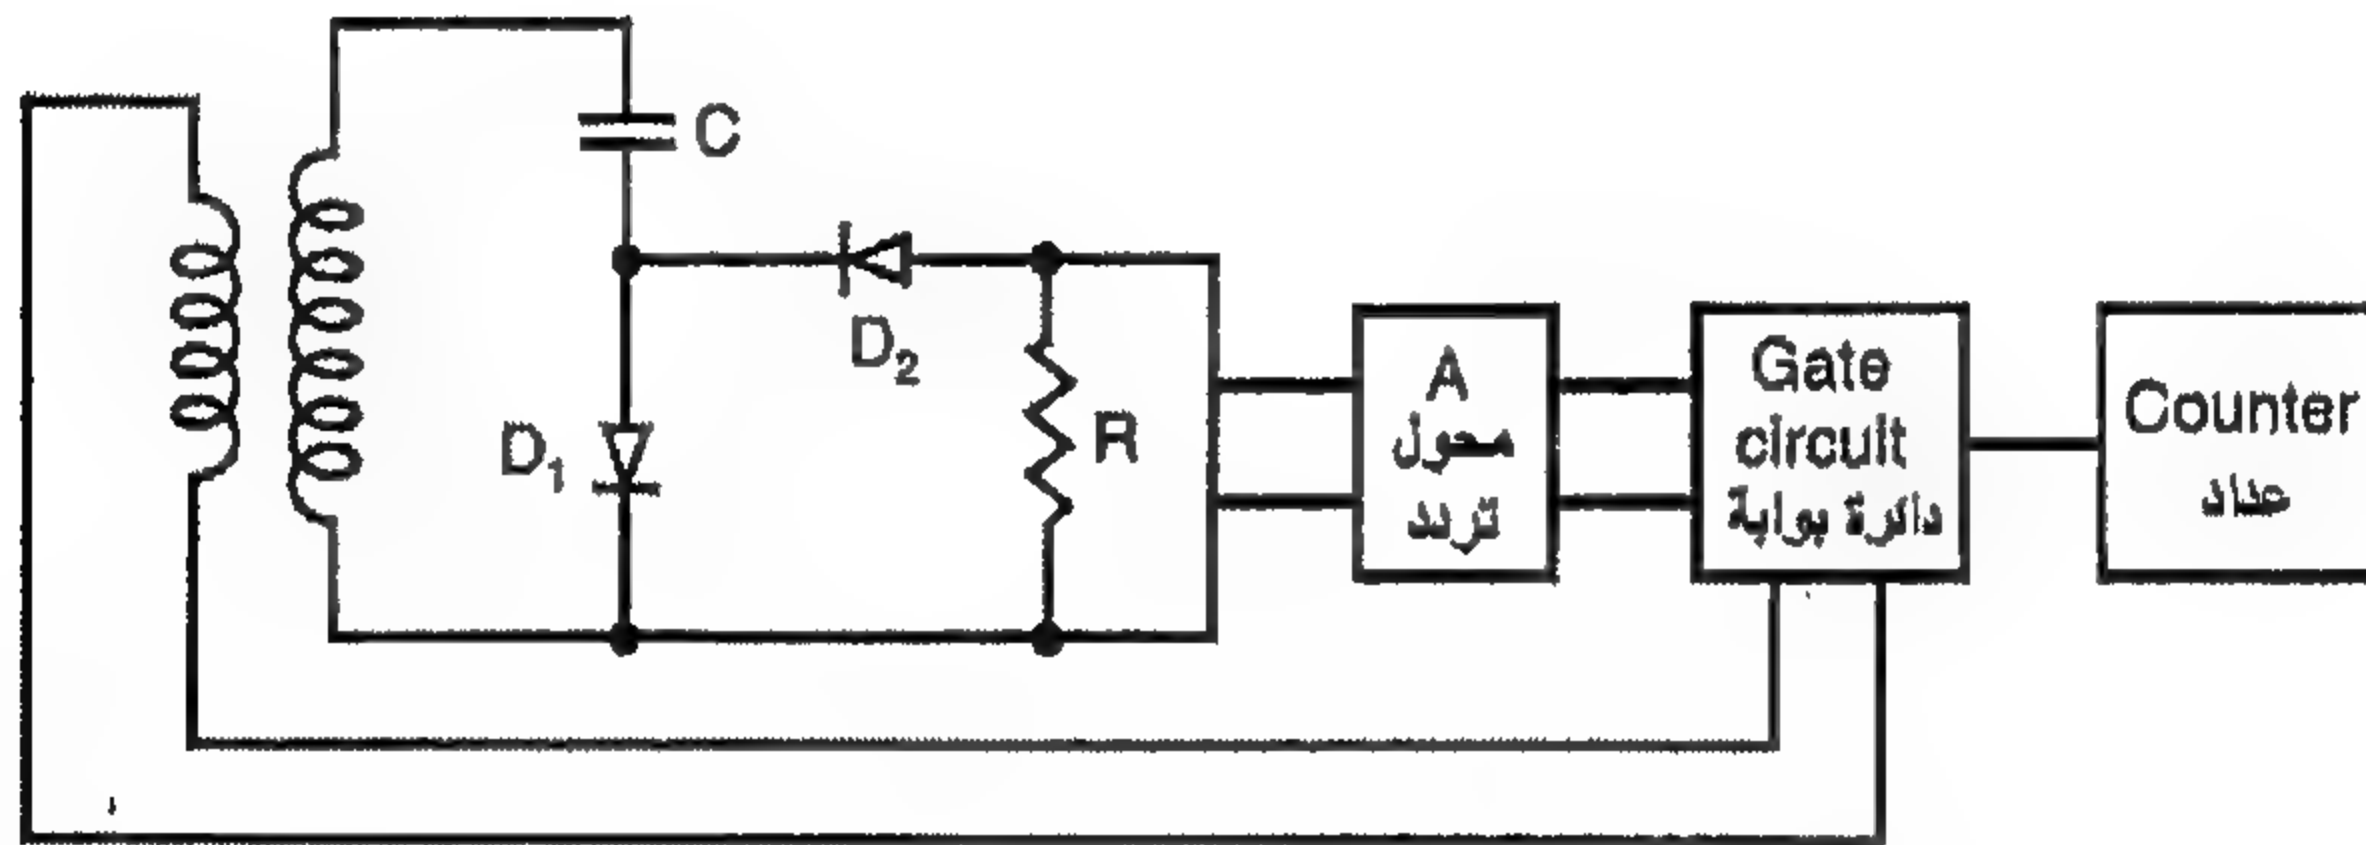 C
D₂
D₁
R
A
محول
تردد
Gate
circuit
دائرة بوابة
Counter
عداد